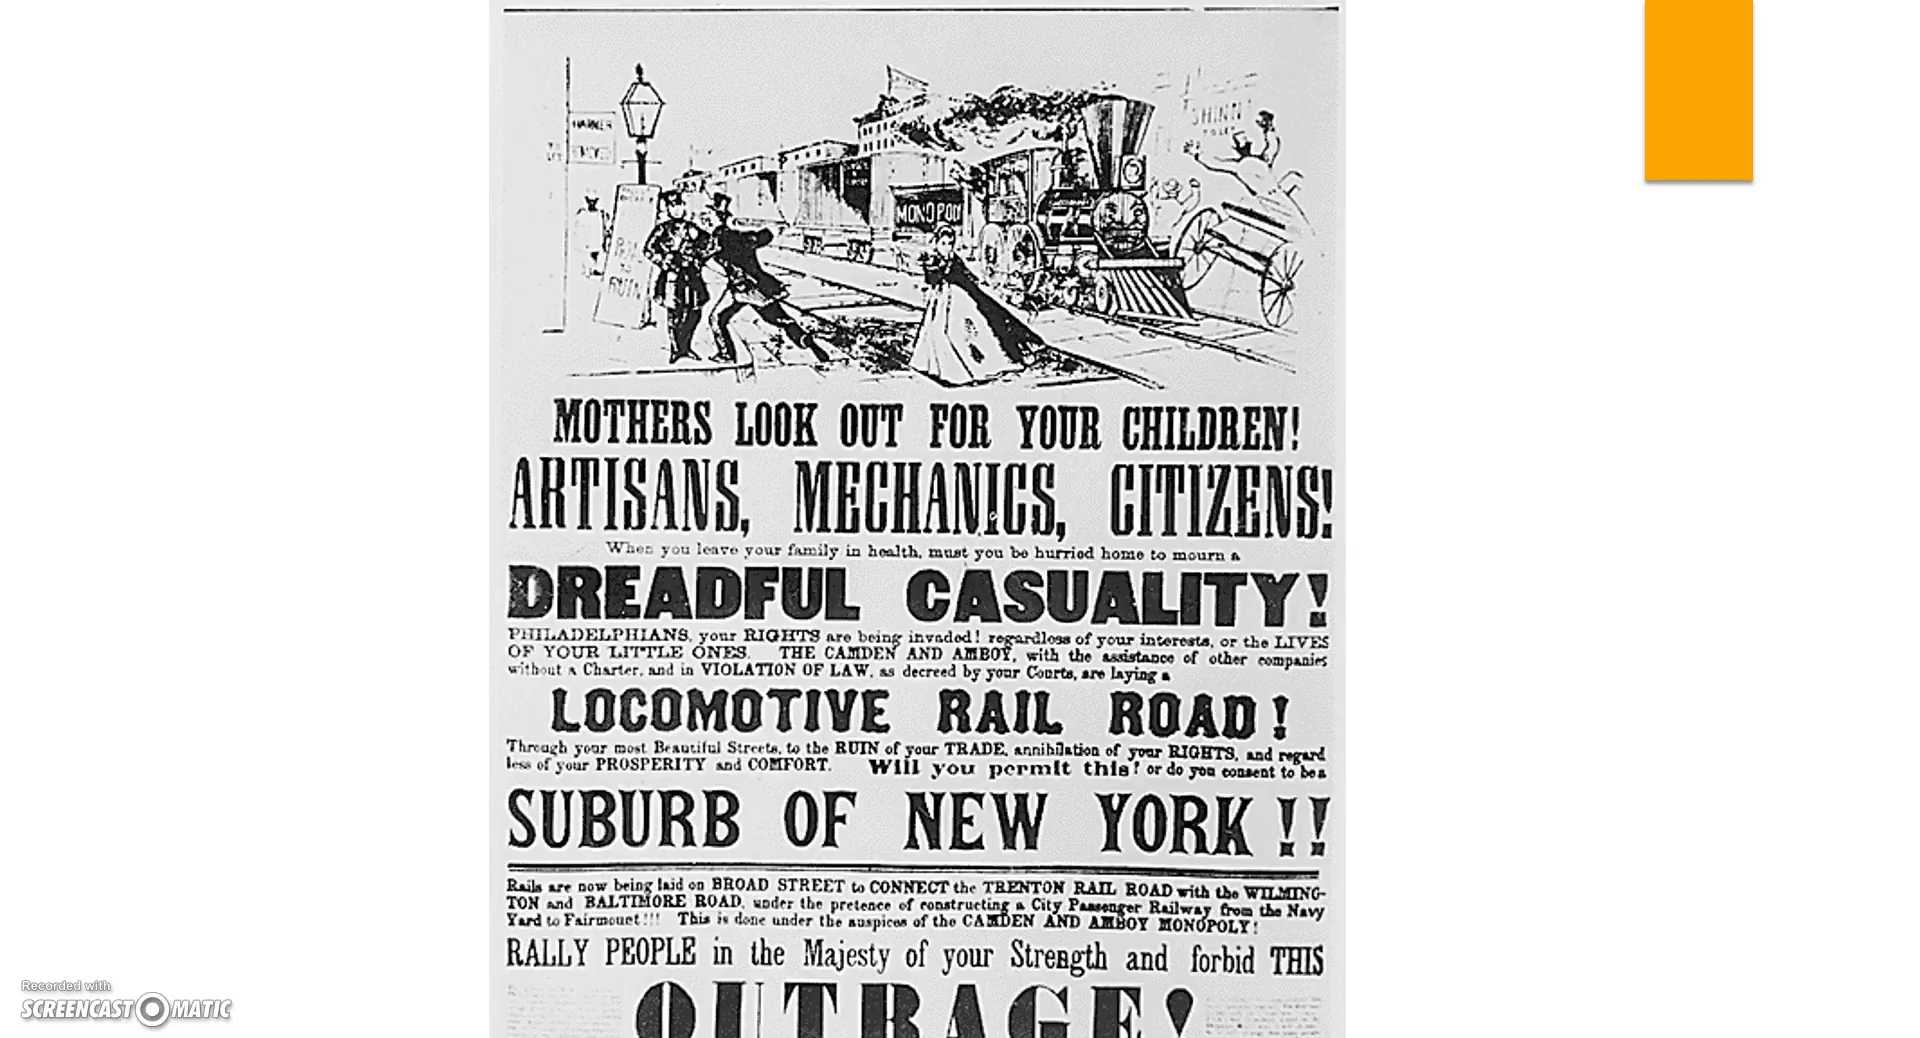 SHINN
WARNER
MONOPOLY
RUIN
MOTHERS LOOK OUT FOR YOUR CHILDREN!
ARTISANS, MECHANICS, CITIZENS!
When you leave your family in health, must you be hurried home to mourn a
DREADFUL CASUALITY!
PHILADELPHIANS, your RIGHTS are being invaded! regardless of your interests, or the LIVES
OF YOUR LITTLE ONES. THE CAMDEN AND AMBOY, with the assistance of other companies
without a Charter, and in VIOLATION OF LAW, as decreed by your Courts, are laying a
LOCOMOTIVE RAIL ROAD!
Through your most Beautiful Streets, to the RUIN of your TRADE, annihilation of your RIGHTS, and regard
less of your PROSPERITY and COMFORT. Will you permit this! or do you consent to be a
SUBURB OF NEW YORK!!
Rails are now being laid on BROAD STREET to CONNECT the TRENTON RAIL ROAD with the WILMING-
TON and BALTIMORE ROAD, under the pretence of constructing a City Passenger Railway from the Navy
Yard to Fairmount!!! This is done under the auspices of the CAMDEN AND AMBOY MONOPOLY!
RALLY PEOPLE in the Majesty of your Strength and forbid THIS
OUTRAGE!
Recorded with
SCREENCAST MATIC